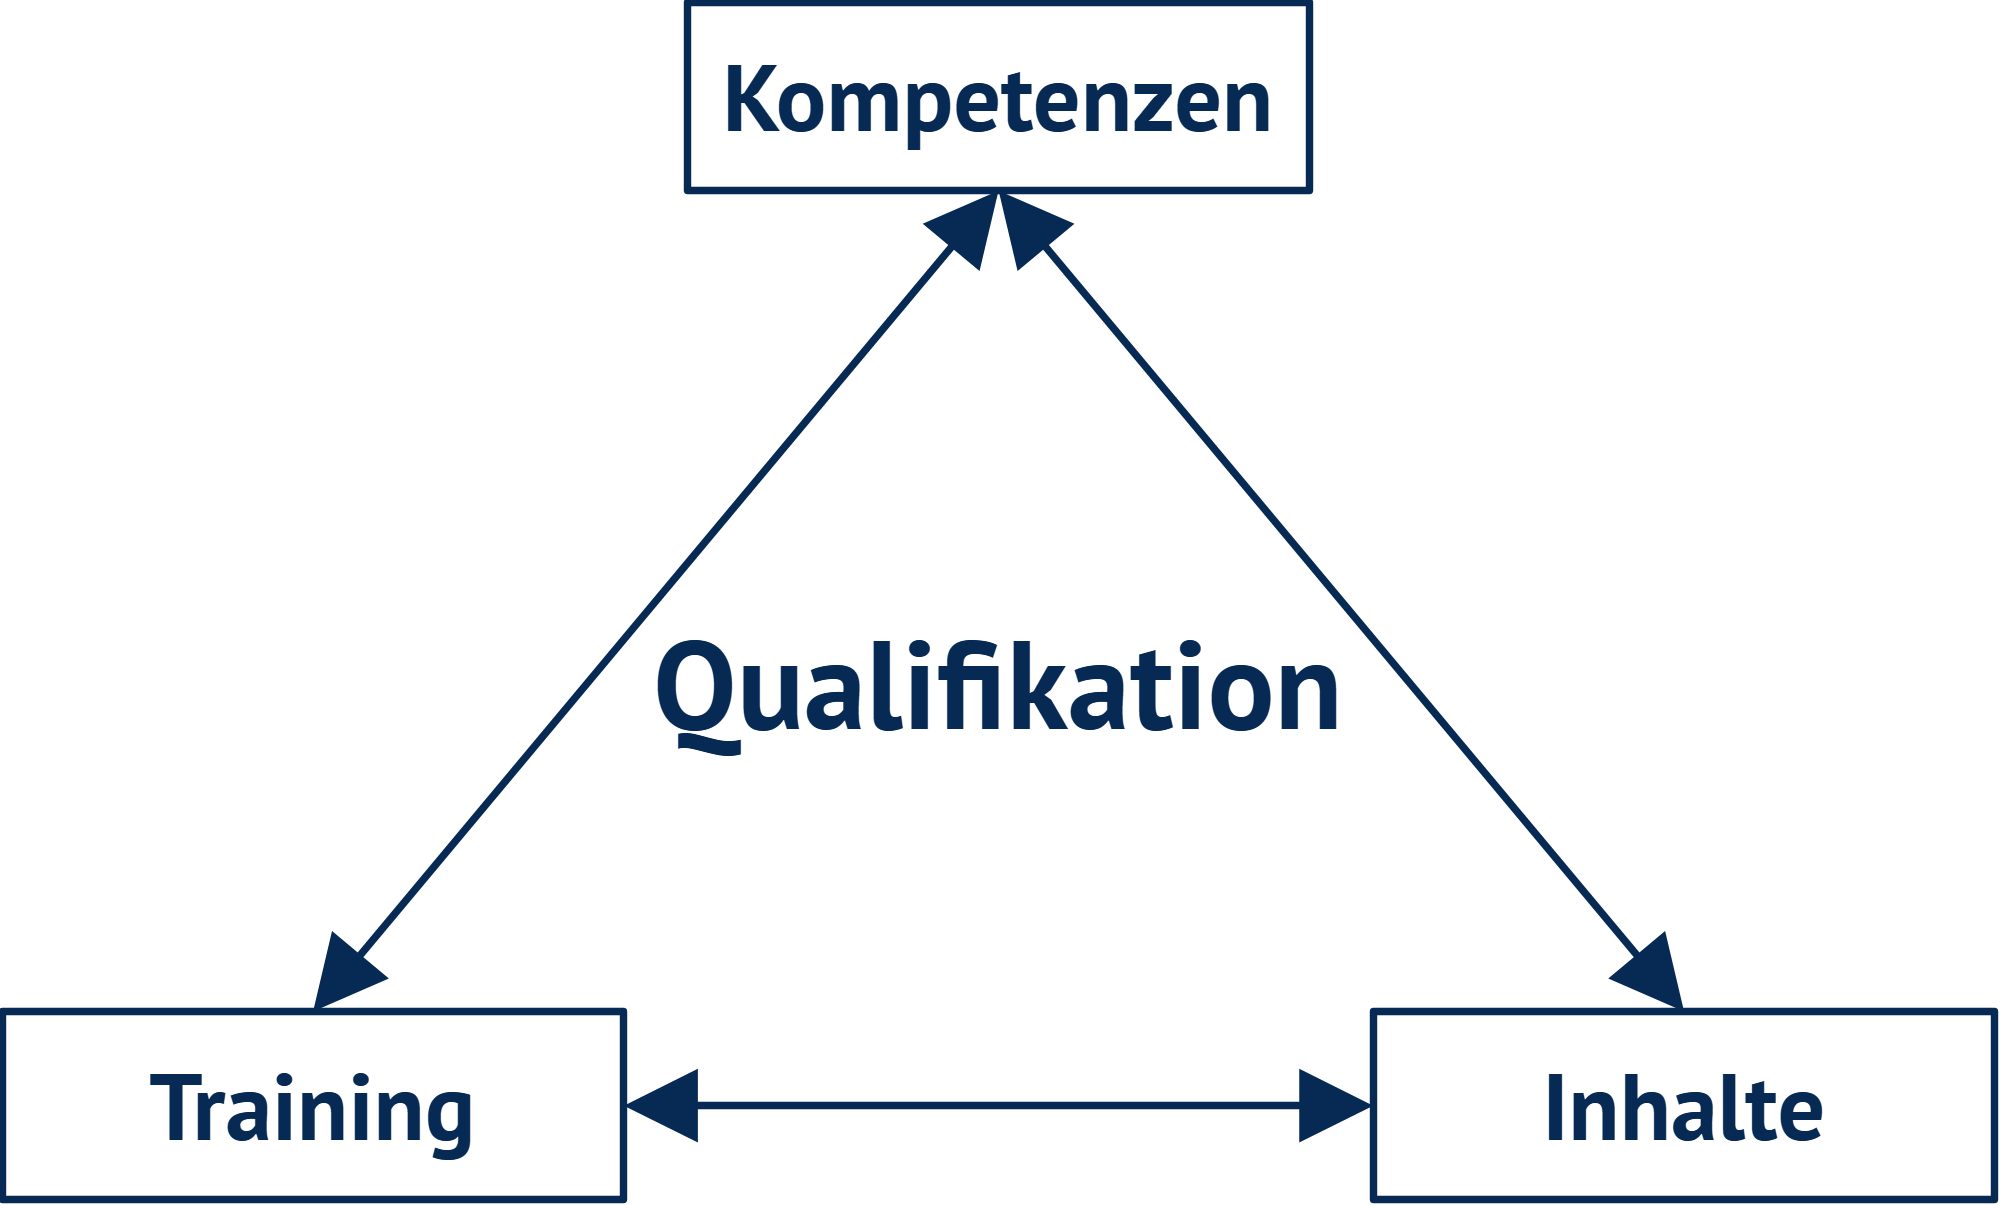 Kompetenzen
Qualifikation
Training
Inhalte